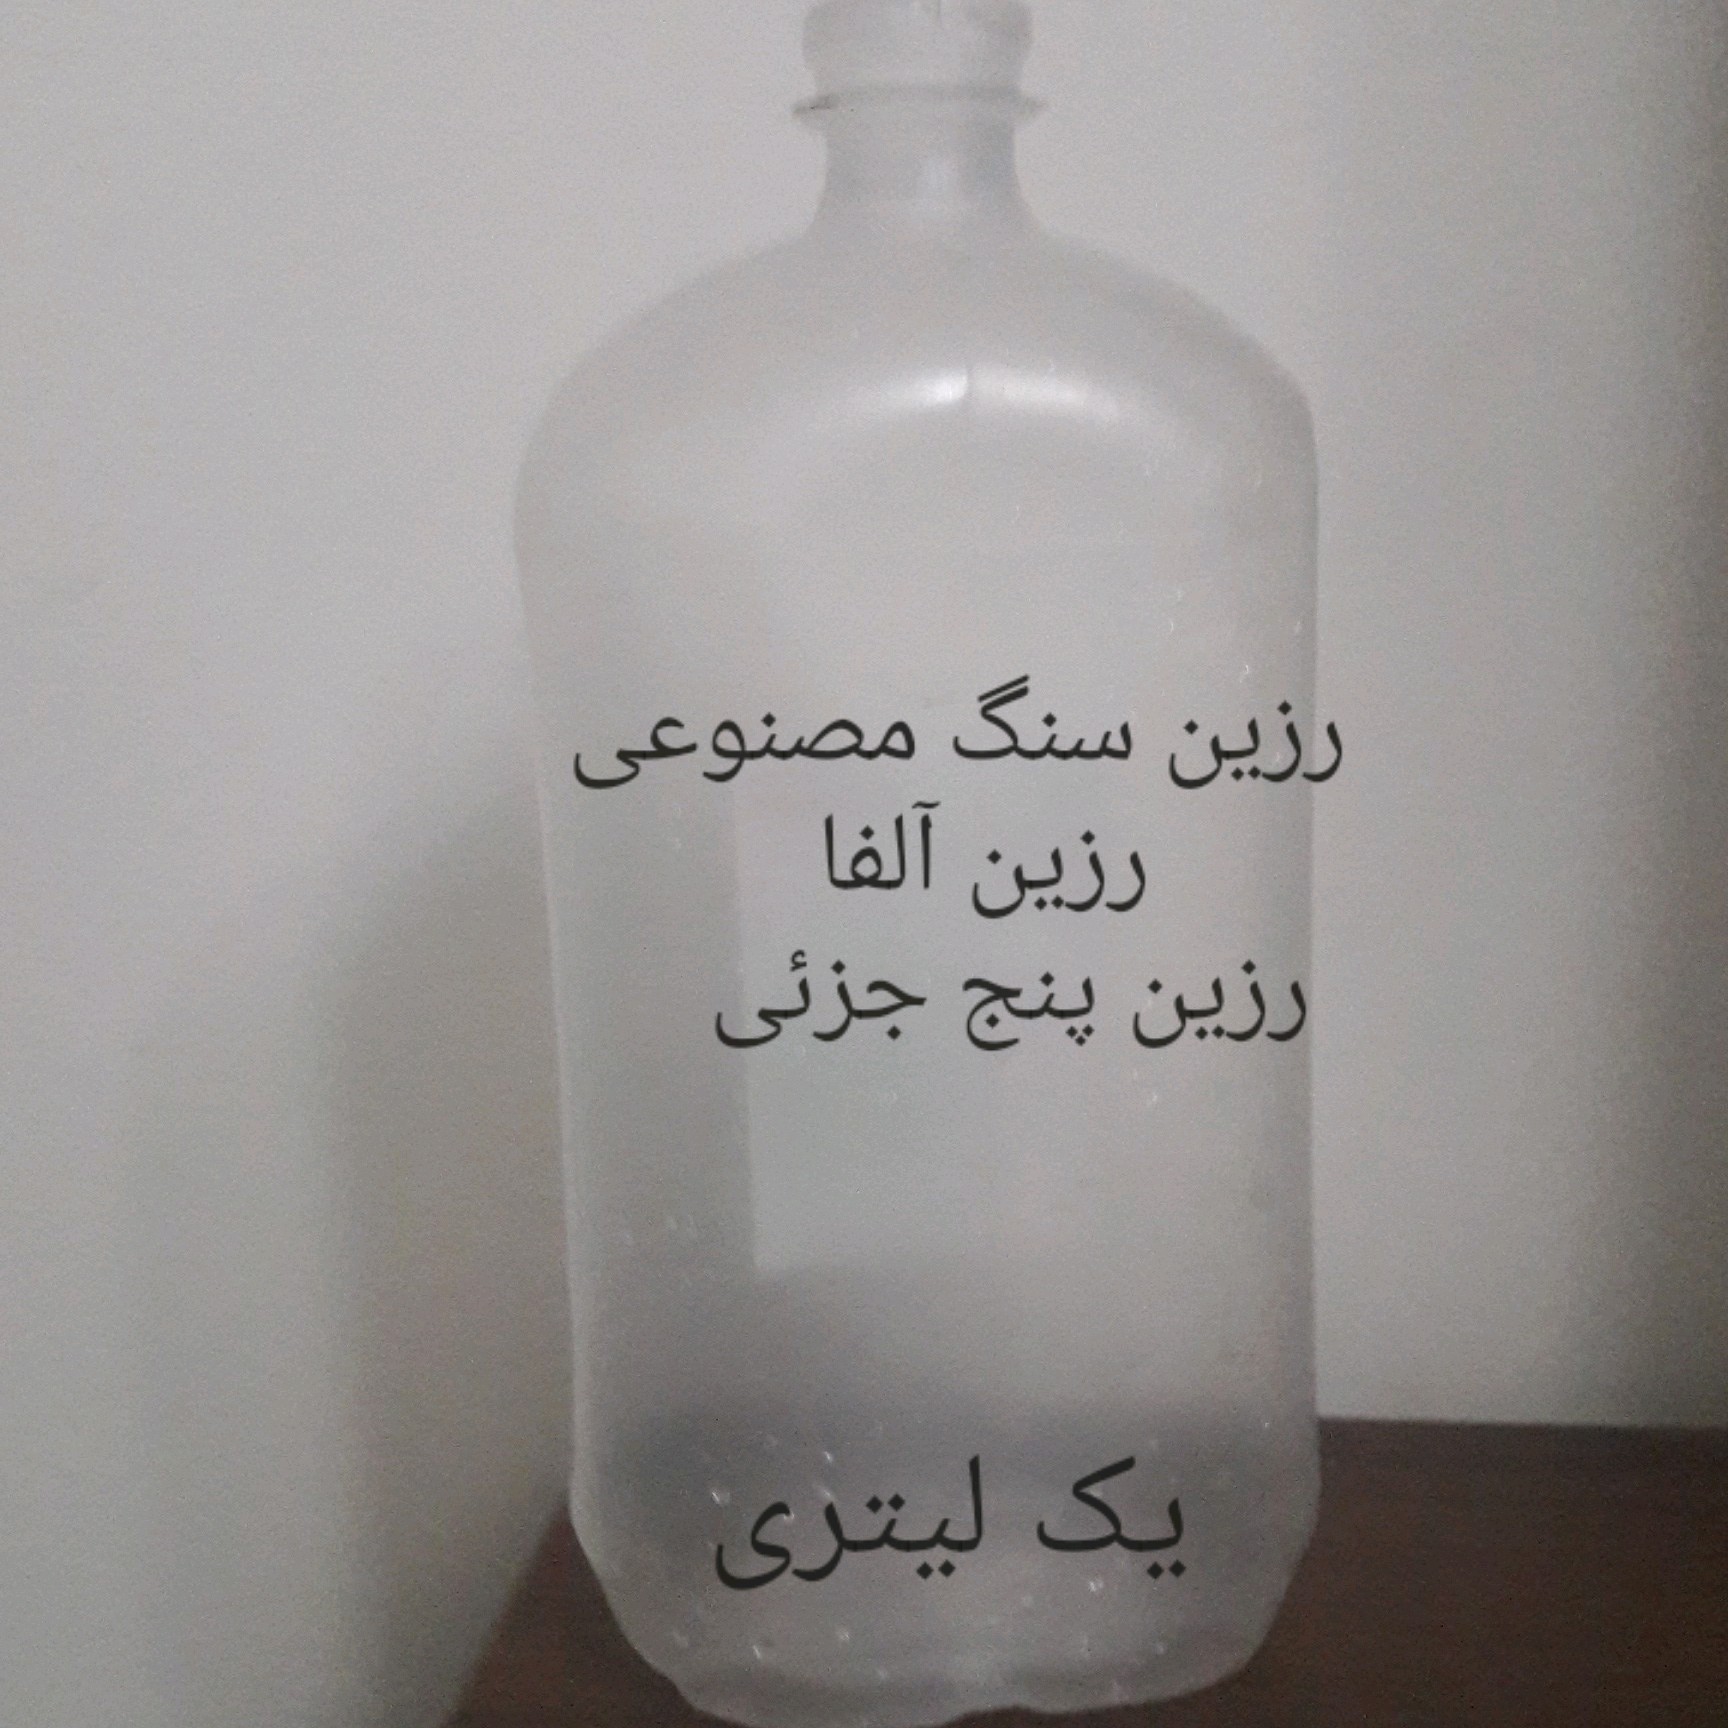 رزین سنگ مصنوعی
رزین آلفا
رزین پنج جزئی
یک لیتری